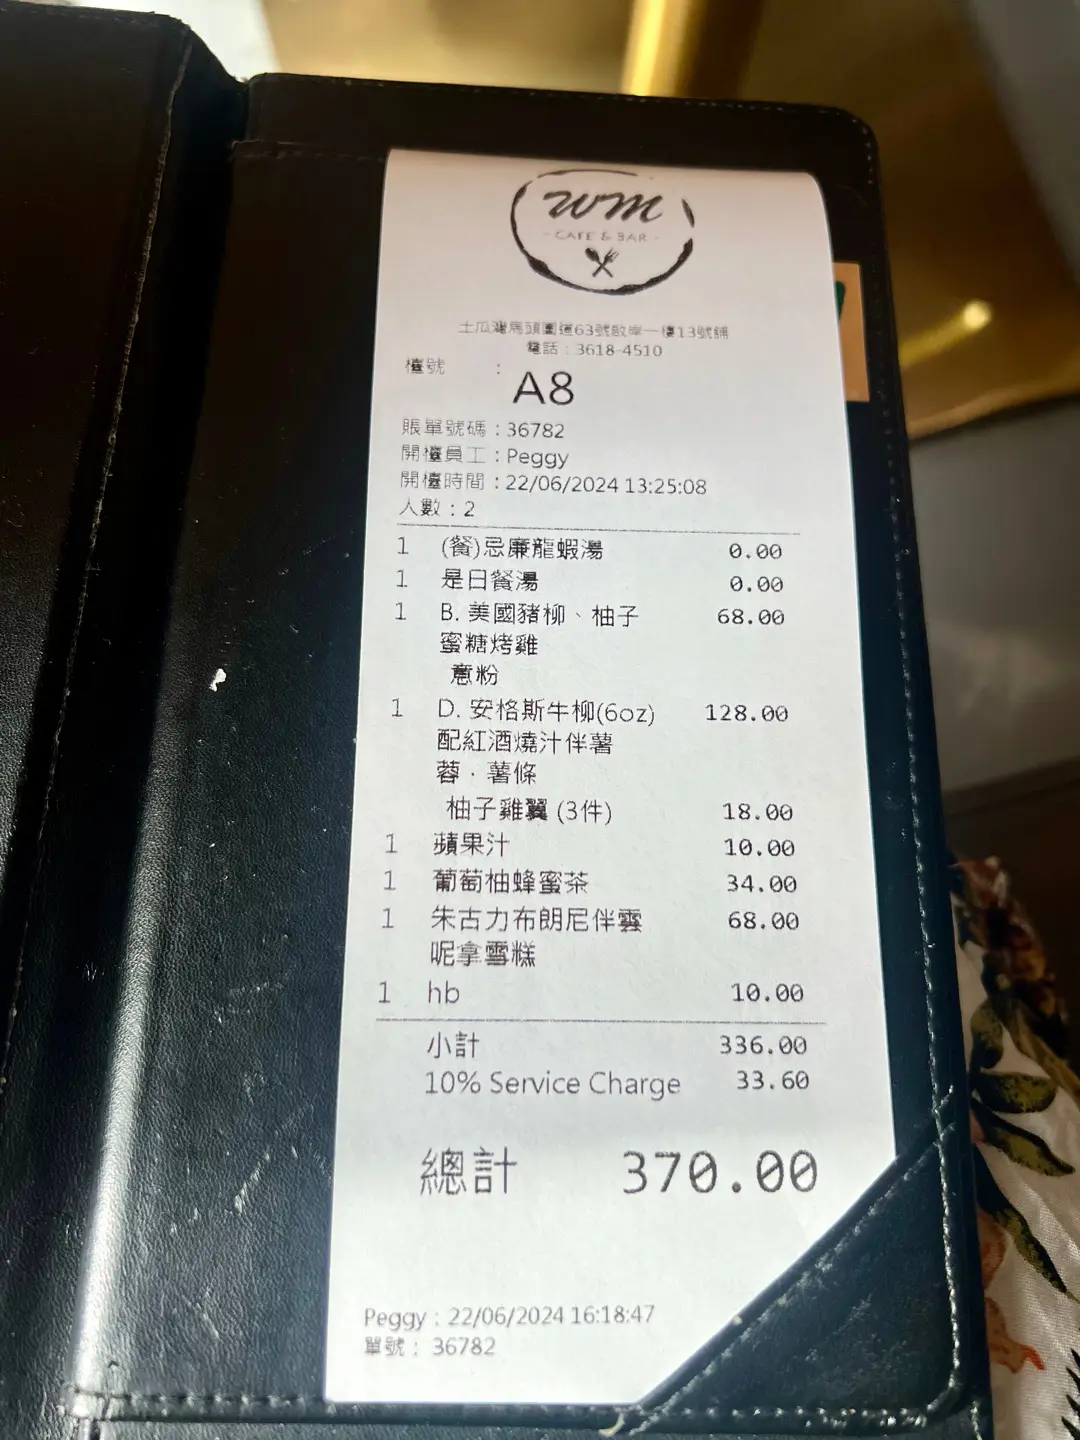 wm
- CAFE & BAR -
土瓜灣馬頭圍道63號啟岸一樓13號舖
電話：3618-4510
檯號 ：
A8
賬單號碼：36782
開檯員工：Peggy
開檯時間：22/06/2024 13:25:08
人數：2
1 (餐)忌廉龍蝦湯 0.00
1 是日餐湯 0.00
1 B. 美國豬柳、柚子 68.00
蜜糖烤雞
意粉
1 D. 安格斯牛柳(6oz) 128.00
配紅酒燒汁伴薯
蓉．薯條
柚子雞翼 (3件) 18.00
1 蘋果汁 10.00
1 葡萄柚蜂蜜茶 34.00
1 朱古力布朗尼伴雲 68.00
呢拿雪糕
1 hb 10.00
小計 336.00
10% Service Charge 33.60
總計 370.00
Peggy：22/06/2024 16:18:47
單號： 36782